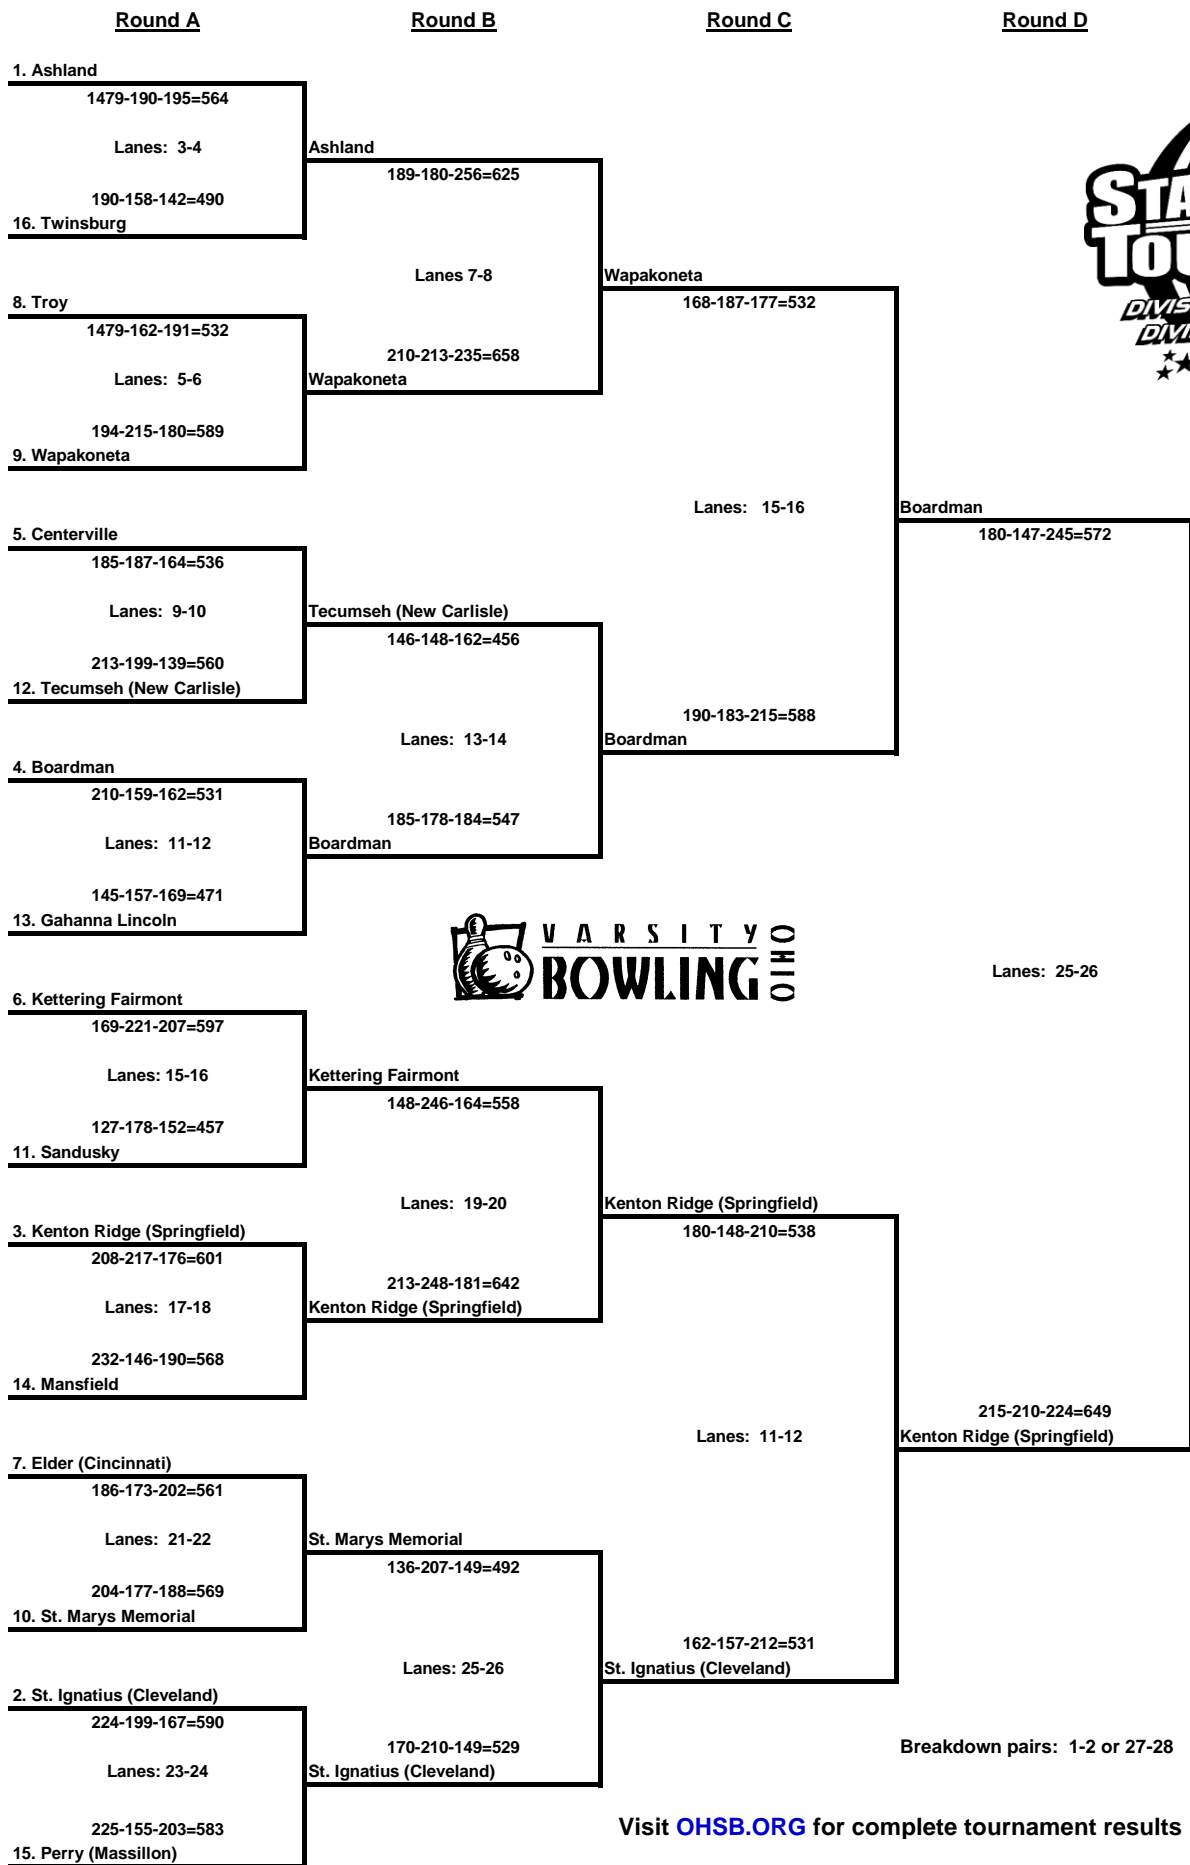 Round A Round B Round C Round D
1. Ashland
1479-190-195=564
Lanes: 3-4
190-158-142=490
16. Twinsburg
8. Troy
1479-162-191=532
Lanes: 5-6
194-215-180=589
9. Wapakoneta
5. Centerville
185-187-164=536
Lanes: 9-10
213-199-139=560
12. Tecumseh (New Carlisle)
4. Boardman
210-159-162=531
Lanes: 11-12
145-157-169=471
13. Gahanna Lincoln
6. Kettering Fairmont
169-221-207=597
Lanes: 15-16
127-178-152=457
11. Sandusky
3. Kenton Ridge (Springfield)
208-217-176=601
Lanes: 17-18
232-146-190=568
14. Mansfield
7. Elder (Cincinnati)
186-173-202=561
Lanes: 21-22
204-177-188=569
10. St. Marys Memorial
2. St. Ignatius (Cleveland)
224-199-167=590
Lanes: 23-24
225-155-203=583
15. Perry (Massillon)
Ashland
189-180-256=625
Lanes 7-8
210-213-235=658
Wapakoneta
Tecumseh (New Carlisle)
146-148-162=456
Lanes: 13-14
185-178-184=547
Boardman
Kettering Fairmont
148-246-164=558
Lanes: 19-20
213-248-181=642
Kenton Ridge (Springfield)
St. Marys Memorial
136-207-149=492
Lanes: 25-26
170-210-149=529
St. Ignatius (Cleveland)
Wapakoneta
168-187-177=532
Lanes: 15-16
190-183-215=588
Boardman
Kenton Ridge (Springfield)
180-148-210=538
Lanes: 11-12
162-157-212=531
St. Ignatius (Cleveland)
Boardman
180-147-245=572
Lanes: 25-26
215-210-224=649
Kenton Ridge (Springfield)
VARSITY
BOWLING
OHIO
Breakdown pairs: 1-2 or 27-28
Visit OHSB.ORG for complete tournament results